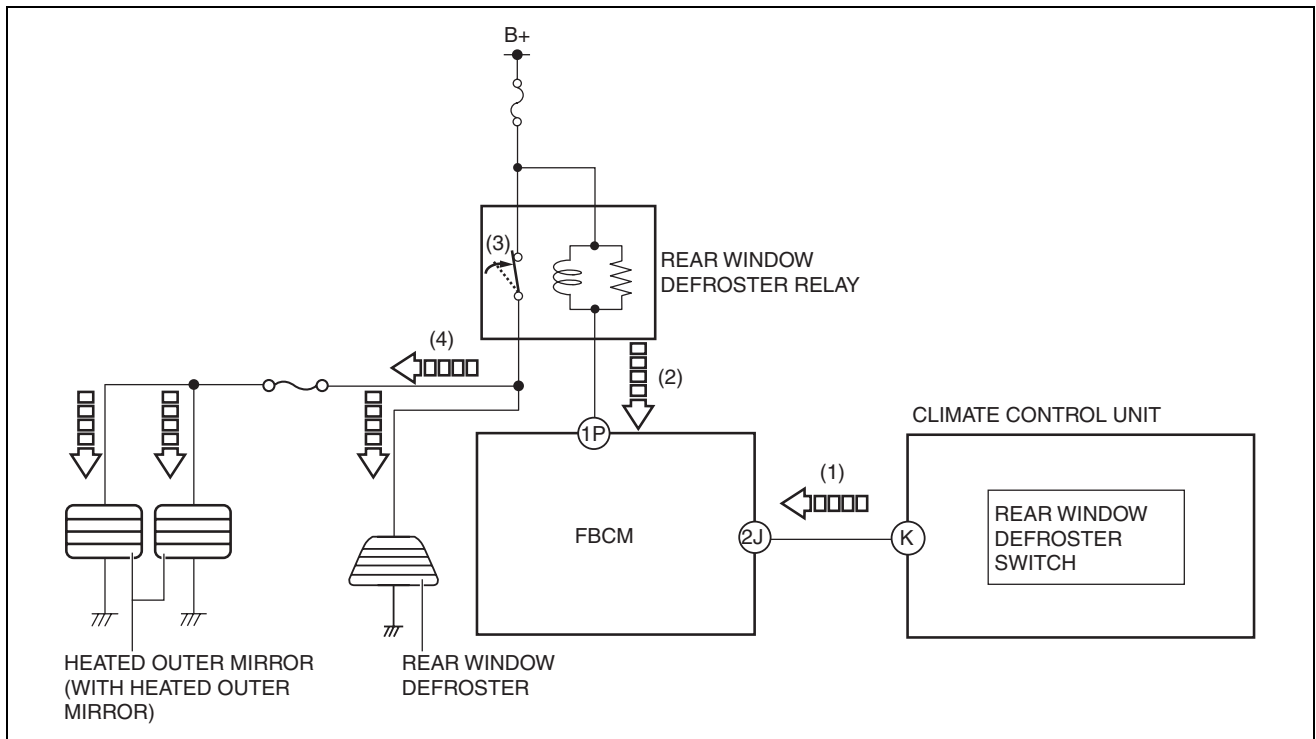 B+
(3)
REAR WINDOW
DEFROSTER RELAY
(4)
(2)
CLIMATE CONTROL UNIT
1P
(1)
FBCM
2J
K
REAR WINDOW
DEFROSTER
SWITCH
HEATED OUTER MIRROR
(WITH HEATED OUTER
MIRROR)
REAR WINDOW
DEFROSTER